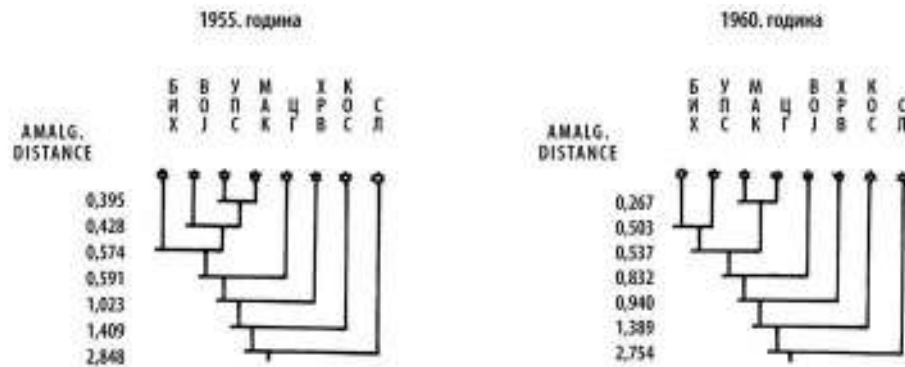 1955. година
БИХ ВОЈ УПС МАК ЦГ ХРВ КОС СЛ
AMALG.
DISTANCE
0,395
0,428
0,574
0,591
1,023
1,409
2,848
1960. година
БИХ УПС МАК ЦГ ВОЈ ХРВ КОС СЛ
AMALG.
DISTANCE
0,267
0,503
0,537
0,832
0,940
1,389
2,754